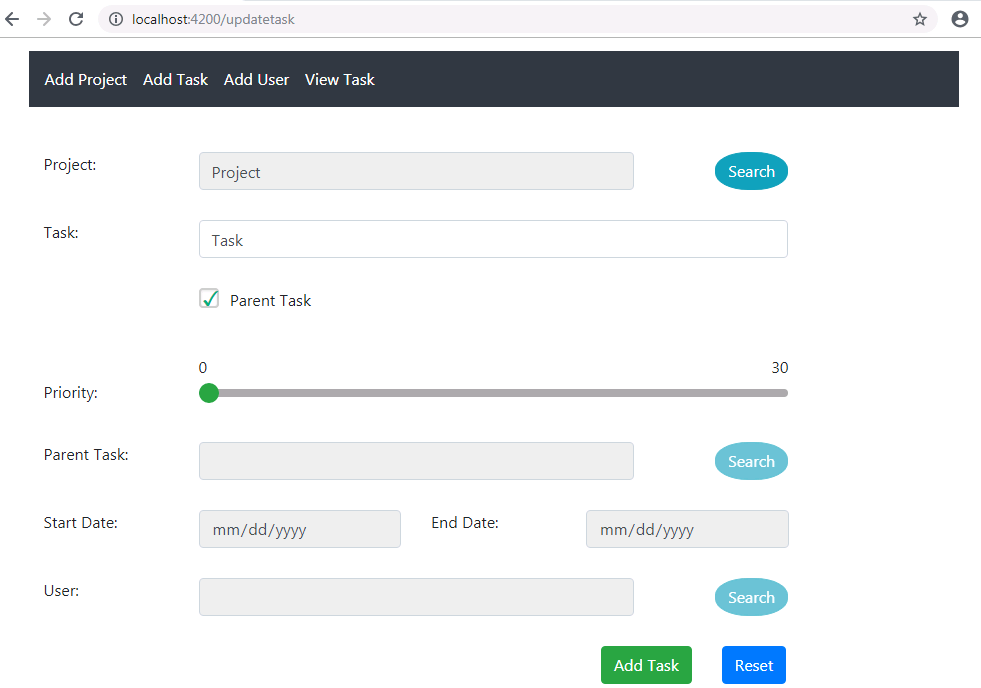 localhost:4200/updatetask
Add Project Add Task Add User View Task
Project: Project Search
Task: Task
Parent Task
0 30
Priority:
Parent Task: Search
Start Date: mm/dd/yyyy End Date: mm/dd/yyyy
User: Search
Add Task Reset